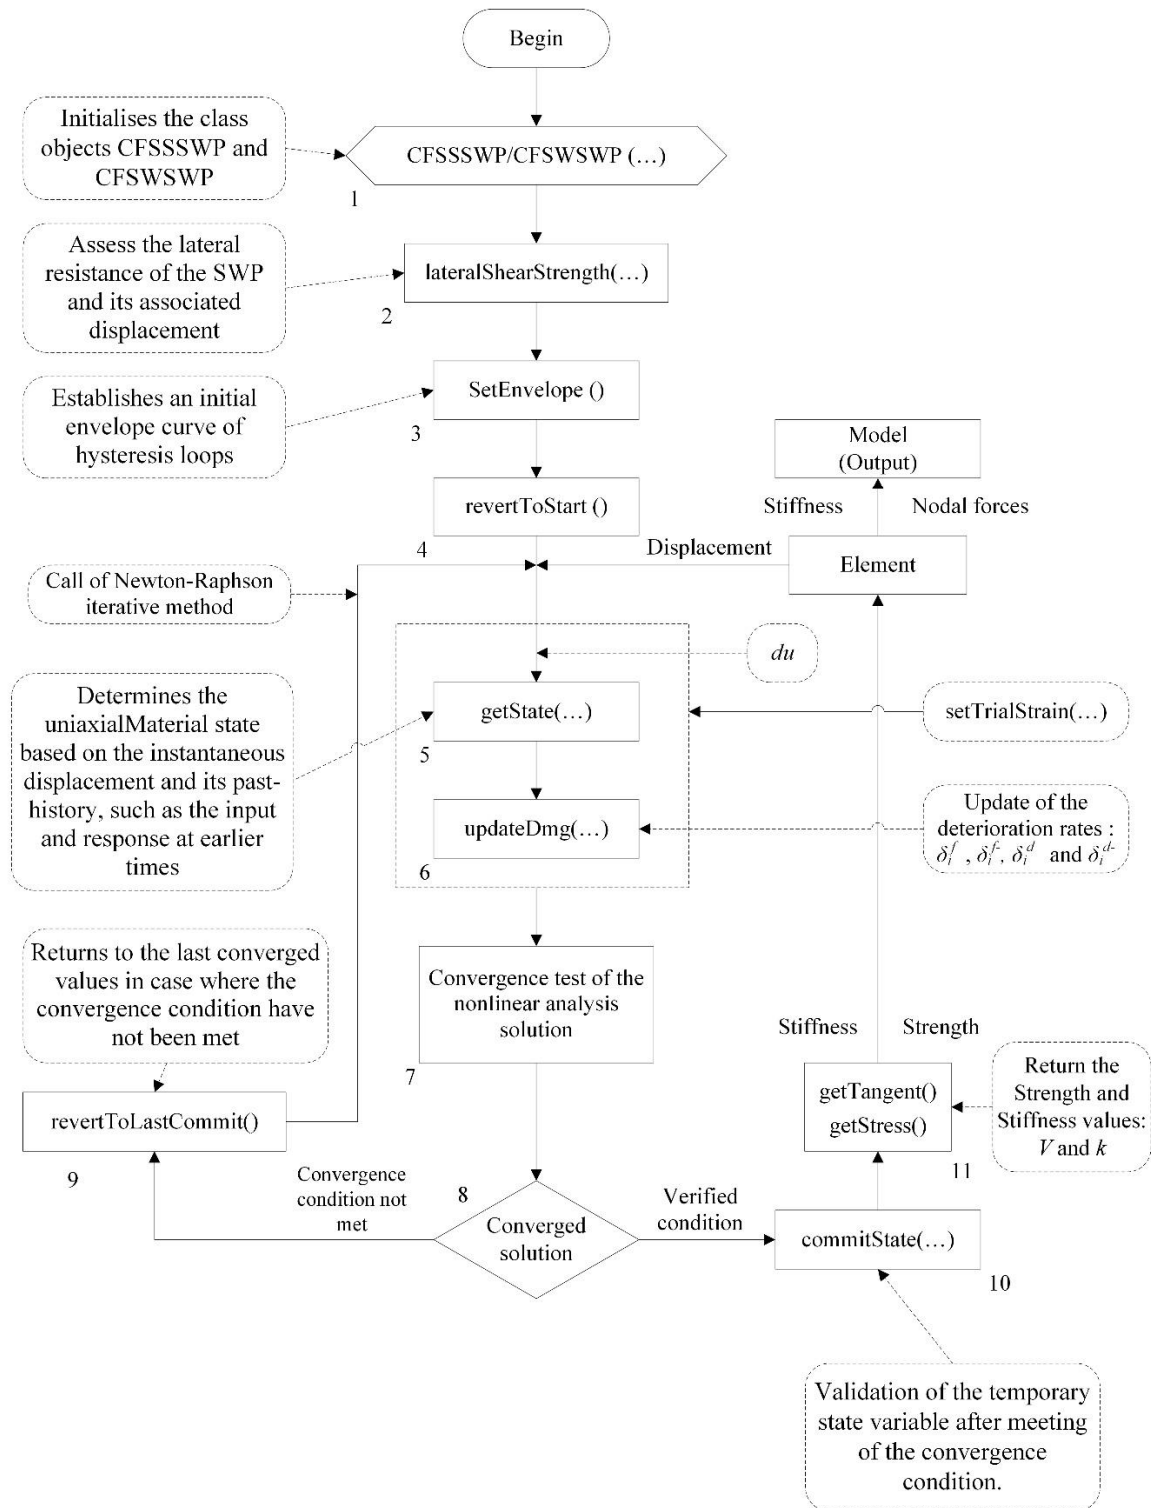 Begin
Initialises the class
objects CFSSSWP and
CFSWSWP
CFSSSWP/CFSWSWP (…)
1
Assess the lateral
resistance of the SWP
and its associated
displacement
lateralShearStrength(…)
2
Establishes an initial
envelope curve of
hysteresis loops
SetEnvelope ()
3
Model
(Output)
revertToStart ()
4
Stiffness
Nodal forces
Displacement
Element
Call of Newton-Raphson
iterative method
du
Determines the
uniaxialMaterial state
based on the instantaneous
displacement and its past-
history, such as the input
and response at earlier
times
getState(…)
5
setTrialStrain(…)
updateDmg(…)
6
Update of the
deterioration rates :
δᵢᶠ , δᵢᶠ⁻, δᵢᵈ and δᵢᵈ⁻
Returns to the last converged
values in case where the
convergence condition have
not been met
Convergence test of the
nonlinear analysis
solution
7
Stiffness
Strength
revertToLastCommit()
9
getTangent()
getStress()
11
Return the
Strength and
Stiffness values:
V and k
Convergence
condition not
met
8
Converged
solution
Verified
condition
commitState(…)
10
Validation of the temporary
state variable after meeting
of the convergence
condition.